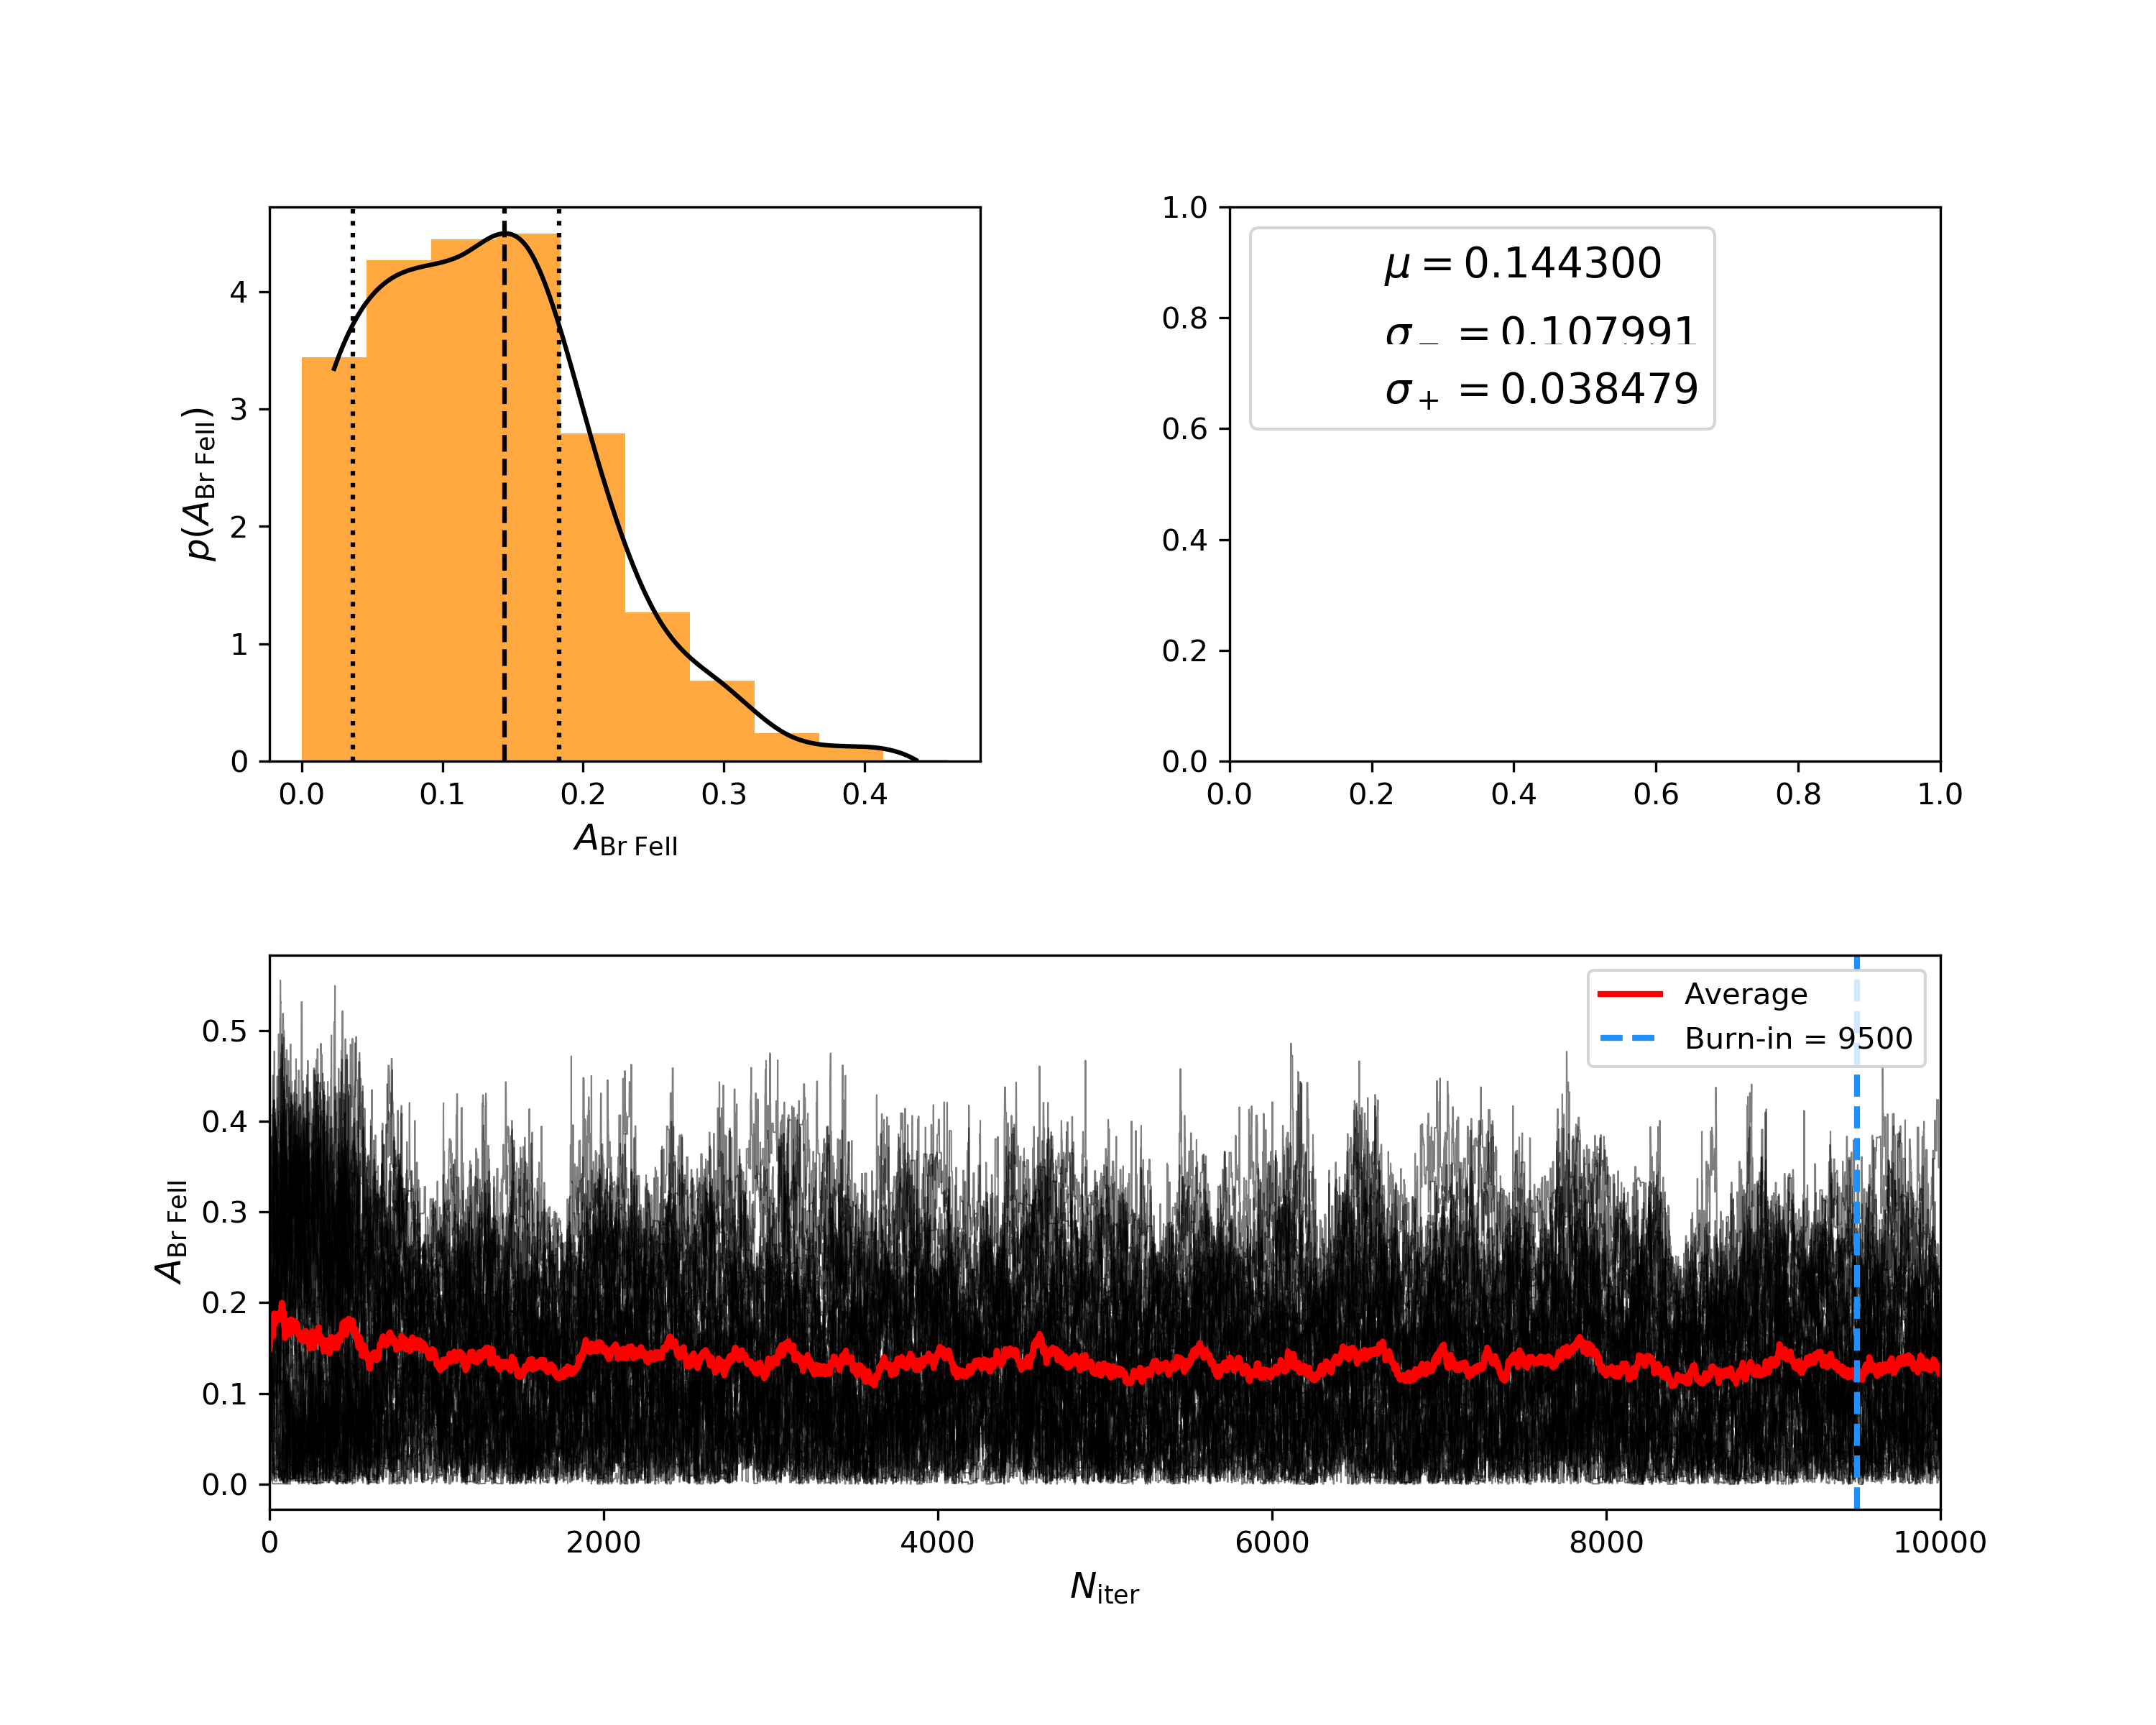 4
3
2
1
0
p(A_Br FeII)
0.0 0.1 0.2 0.3 0.4
A_Br FeII
1.0
0.8
0.6
0.4
0.2
0.0
μ = 0.144300
σ_− = 0.107991
σ_+ = 0.038479
0.0 0.2 0.4 0.6 0.8 1.0
0.5
0.4
0.3
0.2
0.1
0.0
A_Br FeII
Average
Burn-in = 9500
0 2000 4000 6000 8000 10000
N_iter